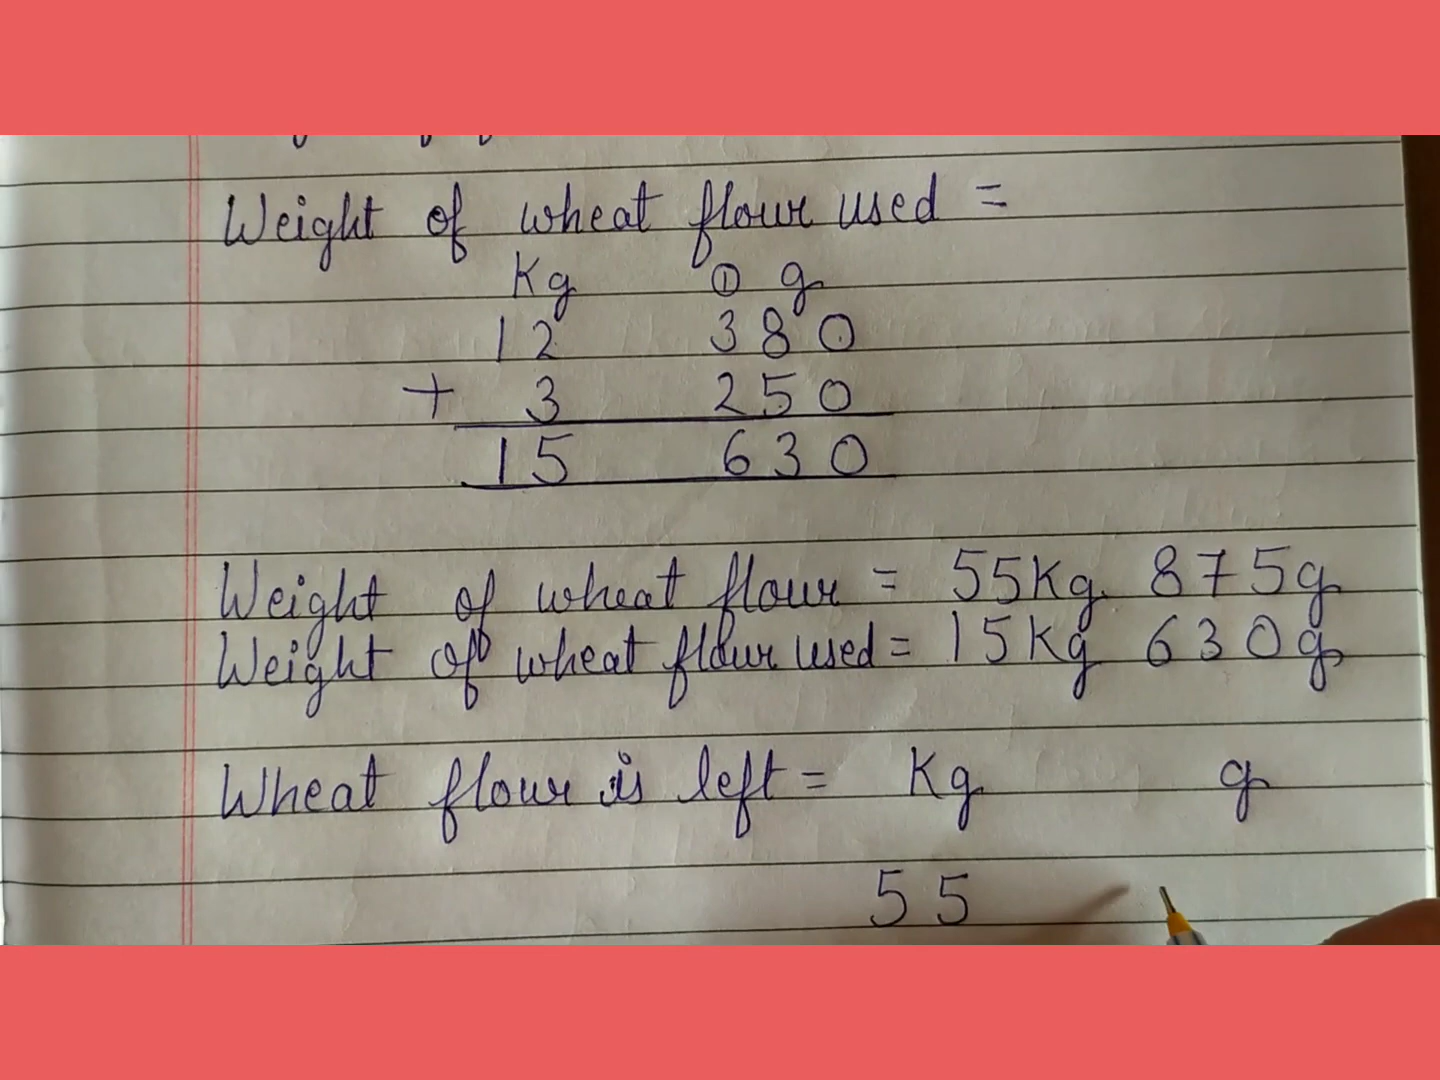 Weight of wheat flour used =
Kg ① g
12 380
+ 3 250
15 630
Weight of wheat flour = 55Kg 875g
Weight of wheat flour used = 15Kg 630g
Wheat flour is left = Kg g
55